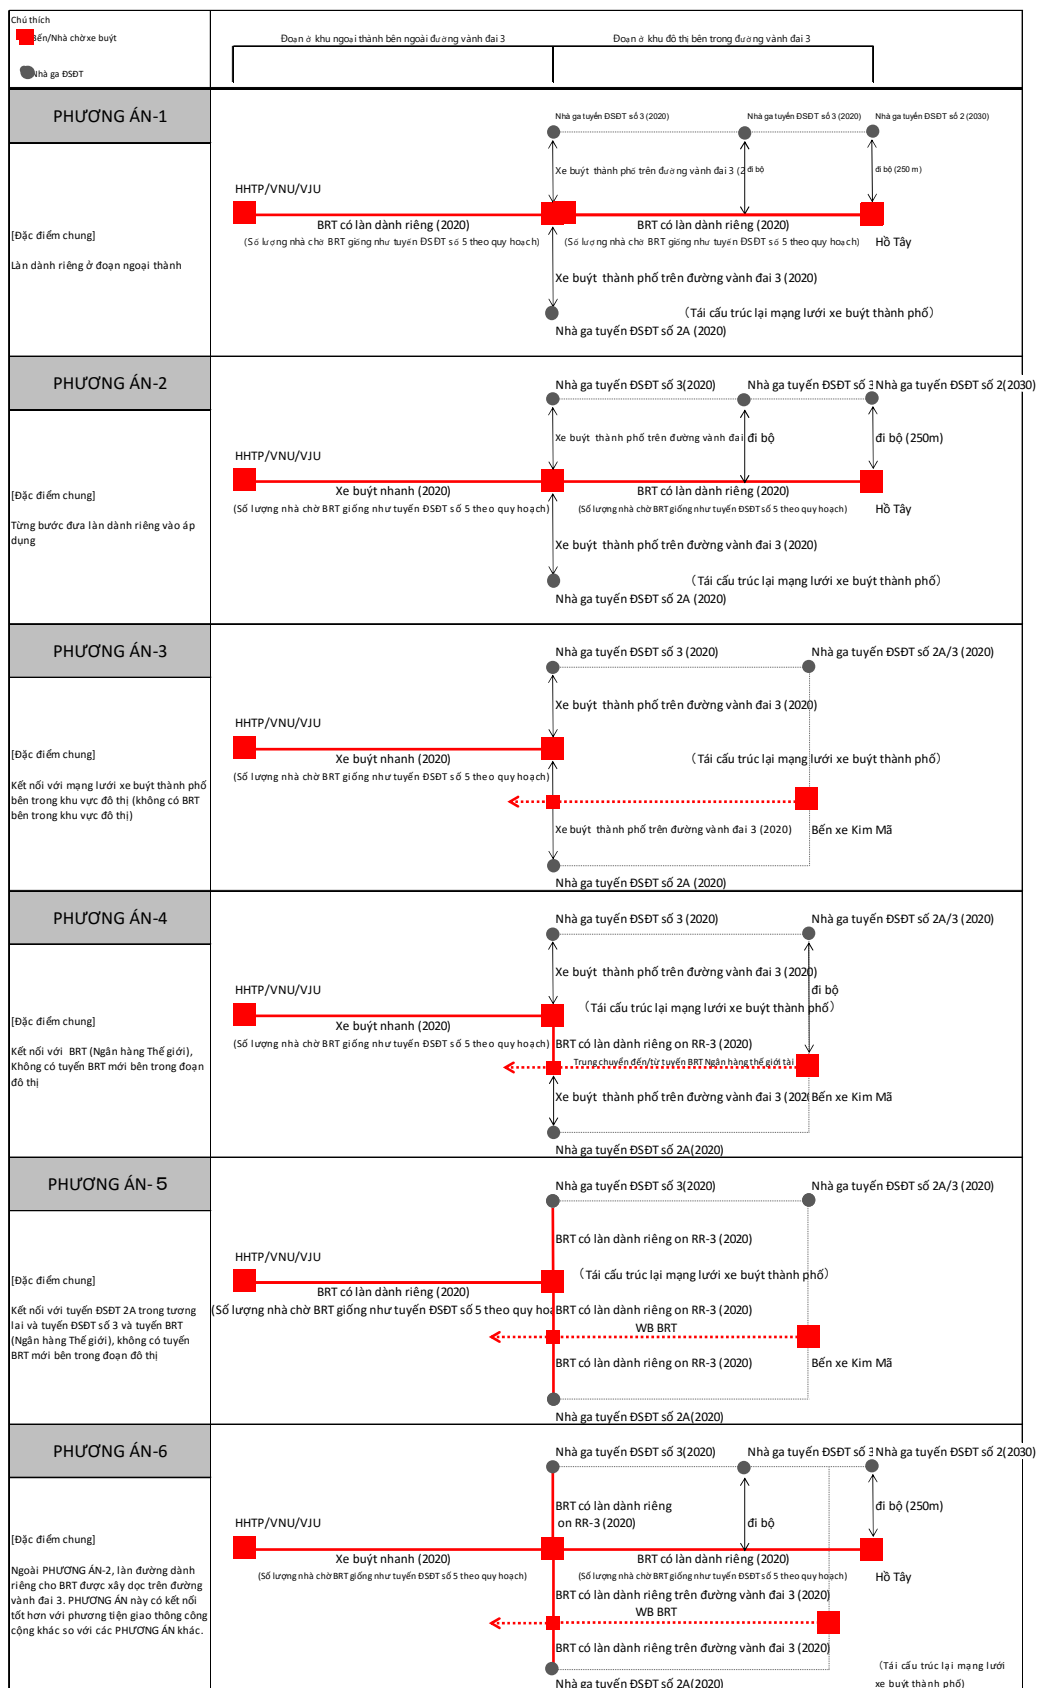 Chú thích
Bến/Nhà chờ xe buýt
Nhà ga ĐSĐT
Đoạn ở khu ngoại thành bên ngoài đường vành đai 3
Đoạn ở khu đô thị bên trong đường vành đai 3
PHƯƠNG ÁN-1
[Đặc điểm chung]
Làn dành riêng ở đoạn ngoại thành
Nhà ga tuyến ĐSĐT số 3 (2020)
Nhà ga tuyến ĐSĐT số 3 (2020)
Nhà ga tuyến ĐSĐT số 2 (2030)
Xe buýt thành phố trên đường vành đai 3 (2
đi bộ
đi bộ (250 m)
HHTP/VNU/VJU
BRT có làn dành riêng (2020)
BRT có làn dành riêng (2020)
(Số lượng nhà chờ BRT giống như tuyến ĐSĐT số 5 theo quy hoạch)
(Số lượng nhà chờ BRT giống như tuyến ĐSĐT số 5 theo quy hoạch)
Hồ Tây
Xe buýt thành phố trên đường vành đai 3 (2020)
(Tái cấu trúc lại mạng lưới xe buýt thành phố)
Nhà ga tuyến ĐSĐT số 2A (2020)
PHƯƠNG ÁN-2
[Đặc điểm chung]
Từng bước đưa làn dành riêng vào áp
dụng
Nhà ga tuyến ĐSĐT số 3(2020)
Nhà ga tuyến ĐSĐT số 3
Nhà ga tuyến ĐSĐT số 2(2030)
Xe buýt thành phố trên đường vành đai
đi bộ
đi bộ (250m)
HHTP/VNU/VJU
Xe buýt nhanh (2020)
BRT có làn dành riêng (2020)
(Số lượng nhà chờ BRT giống như tuyến ĐSĐT số 5 theo quy hoạch)
(Số lượng nhà chờ BRT giống như tuyến ĐSĐT số 5 theo quy hoạch)
Hồ Tây
Xe buýt thành phố trên đường vành đai 3 (2020)
(Tái cấu trúc lại mạng lưới xe buýt thành phố)
Nhà ga tuyến ĐSĐT số 2A (2020)
PHƯƠNG ÁN-3
[Đặc điểm chung]
Kết nối với mạng lưới xe buýt thành phố
bên trong khu vực đô thị (không có BRT
bên trong khu vực đô thị)
Nhà ga tuyến ĐSĐT số 3 (2020)
Nhà ga tuyến ĐSĐT số 2A/3 (2020)
Xe buýt thành phố trên đường vành đai 3 (2020)
HHTP/VNU/VJU
Xe buýt nhanh (2020)
(Tái cấu trúc lại mạng lưới xe buýt thành phố)
(Số lượng nhà chờ BRT giống như tuyến ĐSĐT số 5 theo quy hoạch)
Xe buýt thành phố trên đường vành đai 3 (2020)
Bến xe Kim Mã
Nhà ga tuyến ĐSĐT số 2A (2020)
PHƯƠNG ÁN-4
[Đặc điểm chung]
Kết nối với BRT (Ngân hàng Thế giới),
Không có tuyến BRT mới bên trong đoạn
đô thị
Nhà ga tuyến ĐSĐT số 3 (2020)
Nhà ga tuyến ĐSĐT số 2A/3 (2020)
Xe buýt thành phố trên đường vành đai 3 (2020)
đi bộ
HHTP/VNU/VJU
(Tái cấu trúc lại mạng lưới xe buýt thành phố)
Xe buýt nhanh (2020)
(Số lượng nhà chờ BRT giống như tuyến ĐSĐT số 5 theo quy hoạch)
BRT có làn dành riêng on RR-3 (2020)
Trung chuyển đến/từ tuyến BRT Ngân hàng thế giới tài
Xe buýt thành phố trên đường vành đai 3 (202
Bến xe Kim Mã
Nhà ga tuyến ĐSĐT số 2A(2020)
PHƯƠNG ÁN- 5
[Đặc điểm chung]
Kết nối với tuyến ĐSĐT 2A trong tương
lai và tuyến ĐSĐT số 3 và tuyến BRT
(Ngân hàng Thế giới), không có tuyến
BRT mới bên trong đoạn đô thị
Nhà ga tuyến ĐSĐT số 3(2020)
Nhà ga tuyến ĐSĐT số 2A/3 (2020)
BRT có làn dành riêng on RR-3 (2020)
HHTP/VNU/VJU
(Tái cấu trúc lại mạng lưới xe buýt thành phố)
BRT có làn dành riêng (2020)
(Số lượng nhà chờ BRT giống như tuyến ĐSĐT số 5 theo quy hoạ
BRT có làn dành riêng on RR-3 (2020)
WB BRT
BRT có làn dành riêng on RR-3 (2020)
Bến xe Kim Mã
Nhà ga tuyến ĐSĐT số 2A(2020)
PHƯƠNG ÁN-6
[Đặc điểm chung]
Ngoài PHƯƠNG ÁN-2, làn đường dành
riêng cho BRT được xây dọc trên đường
vành đai 3. PHƯƠNG ÁN này có kết nối
tốt hơn với phương tiện giao thông công
cộng khác so với các PHƯƠNG ÁN khác.
Nhà ga tuyến ĐSĐT số 3(2020)
Nhà ga tuyến ĐSĐT số 3
Nhà ga tuyến ĐSĐT số 2(2030)
BRT có làn dành riêng
on RR-3 (2020)
đi bộ
đi bộ (250m)
HHTP/VNU/VJU
Xe buýt nhanh (2020)
BRT có làn dành riêng (2020)
(Số lượng nhà chờ BRT giống như tuyến ĐSĐT số 5 theo quy hoạch)
(Số lượng nhà chờ BRT giống như tuyến ĐSĐT số 5 theo quy hoạch)
Hồ Tây
BRT có làn dành riêng trên đường vành đai 3 (2020)
WB BRT
BRT có làn dành riêng trên đường vành đai 3 (2020)
(Tái cấu trúc lại mạng lưới
xe buýt thành phố)
Nhà ga tuyến ĐSĐT số 2A(2020)